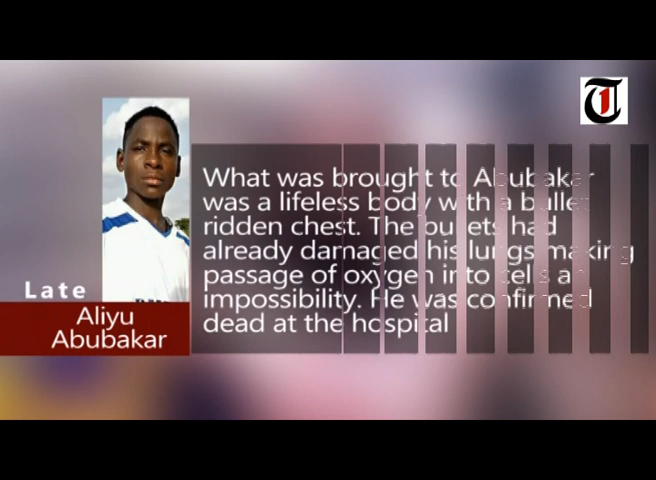 T1
Late
Aliyu
Abubakar
What was brought to Abubakar
was a lifeless body with a bullet
ridden chest. The bullets had
already damaged his lungs making
passage of oxygen into cells an
impossibility. He was confirmed
dead at the hospital